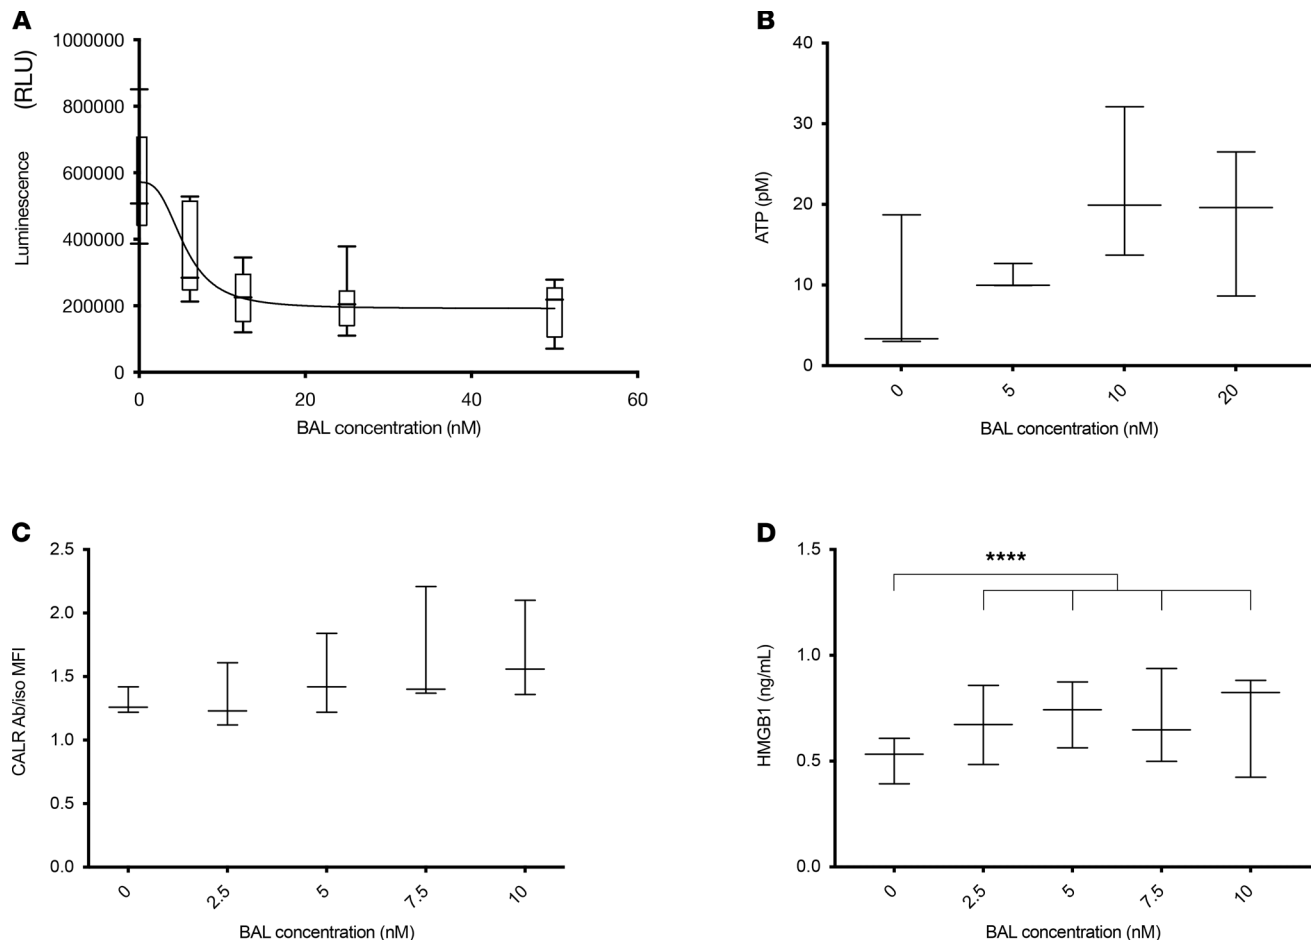 A
(RLU)
Luminescence
1000000
800000
600000
400000
200000
0
0 20 40 60
BAL concentration (nM)
B
ATP (pM)
40
30
20
10
0
0 5 10 20
BAL concentration (nM)
C
CALR Ab/iso MFI
2.5
2.0
1.5
1.0
0.5
0.0
0 2.5 5 7.5 10
BAL concentration (nM)
D
HMGB1 (ng/mL)
1.5
1.0
0.5
0.0
****
0 2.5 5 7.5 10
BAL concentration (nM)